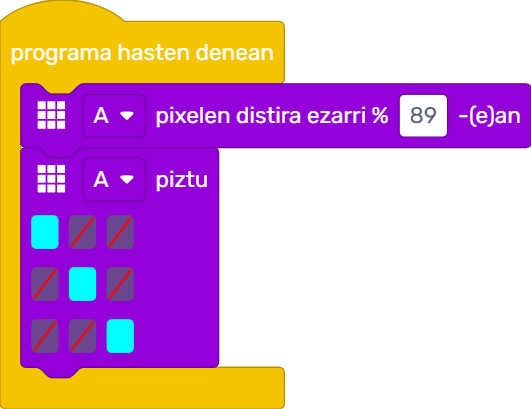 programa hasten denean
A pixelen distira ezarri % 89 -(e)an
A piztu